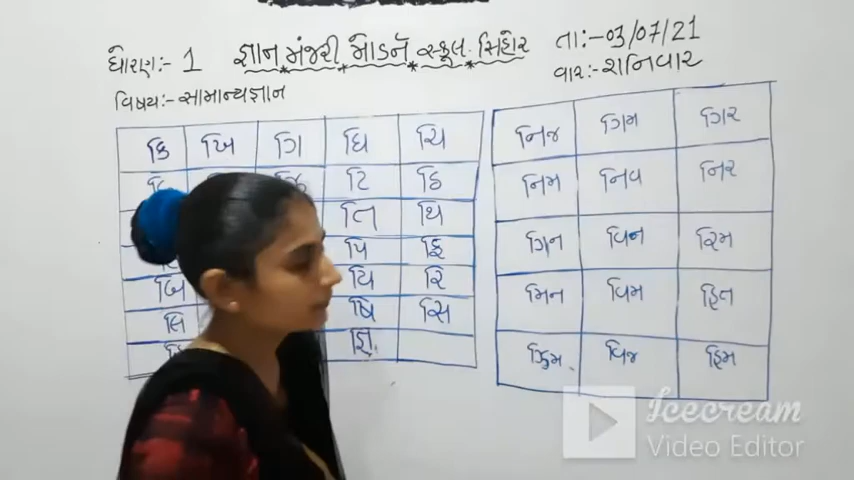 ધોરણ:- 1 જ્ઞાન મંજરી મોડર્ન સ્કૂલ. સિહોર તા:-03/07/21
વિષય:- સામાન્યજ્ઞાન વાર:- શનિવાર
કિ ખિ ગિ ઘિ ચિ
ટિ ઠિ
તિ થિ
પિ ફિ
બિ યિ રિ
લિ ષિ સિ
જ્ઞિ
નિજ ગિમ ગિર
નિમ નિવ નિર
ગિન વિન રિમ
મિન વિમ હિત
વિજ હિમ
Icecream
Video Editor